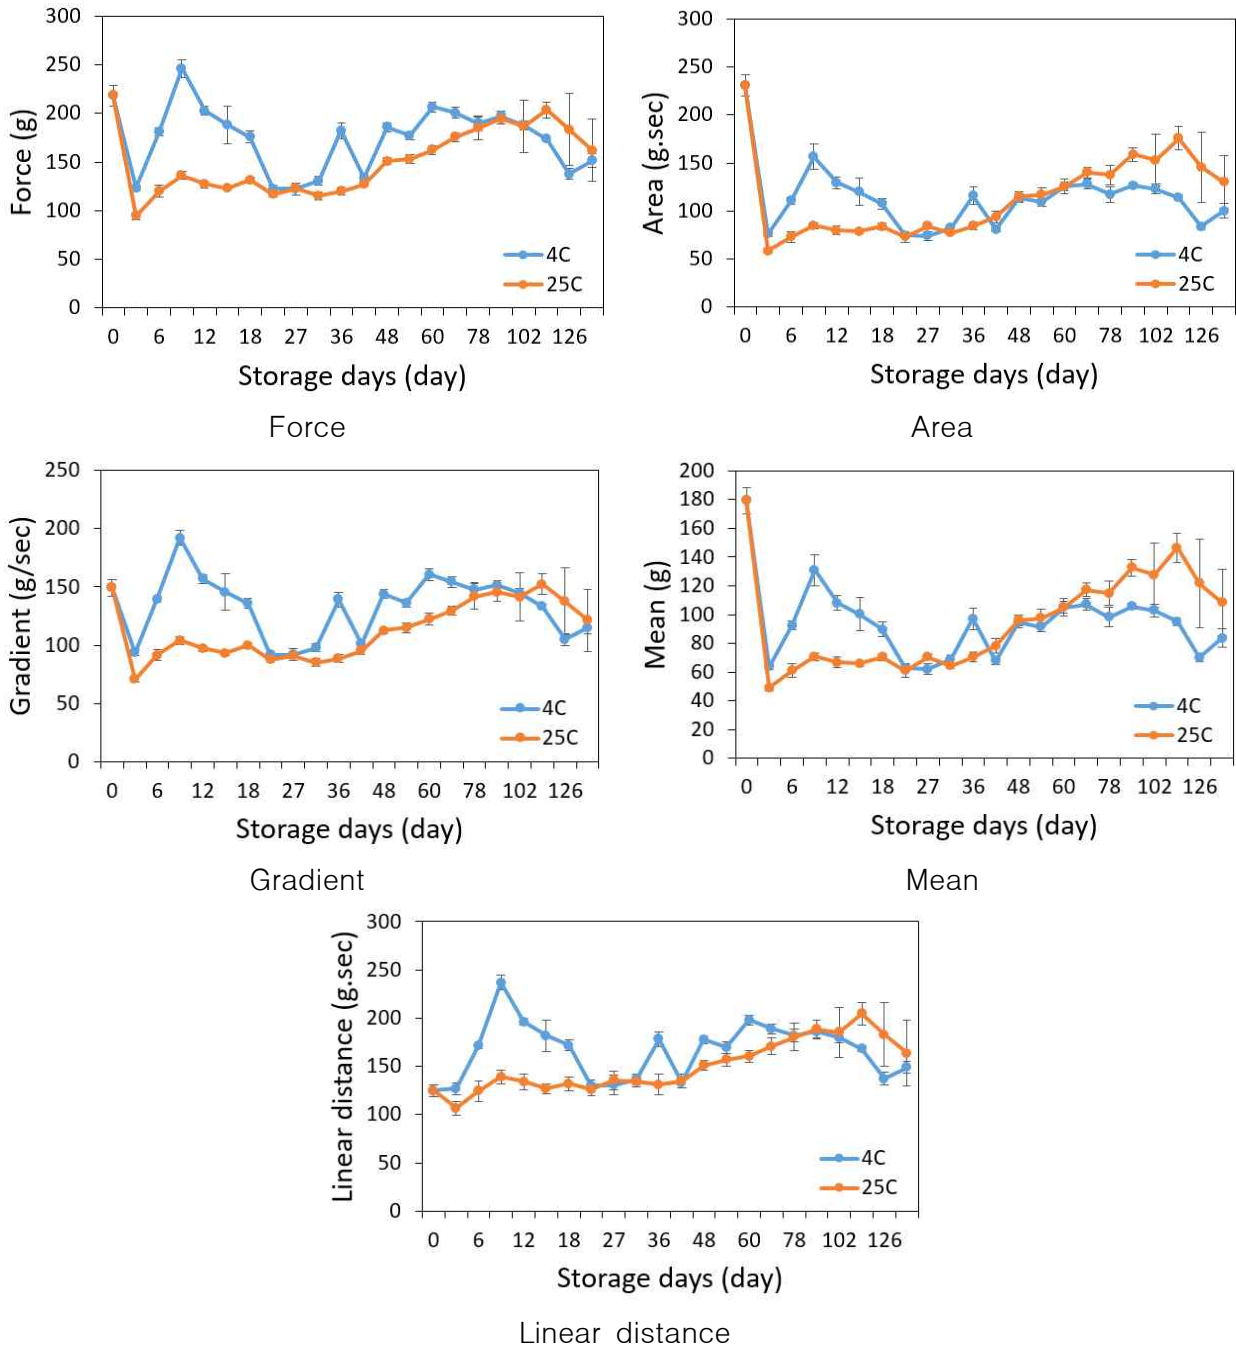 300
250
200
150
100
50
0
Force (g)
4C
25C
0 6 12 18 27 36 48 60 78 102 126
Storage days (day)
Force
300
250
200
150
100
50
0
Area (g.sec)
4C
25C
0 6 12 18 27 36 48 60 78 102 126
Storage days (day)
Area
250
200
150
100
50
0
Gradient (g/sec)
4C
25C
0 6 12 18 27 36 48 60 78 102 126
Storage days (day)
Gradient
200
180
160
140
120
100
80
60
40
20
0
Mean (g)
4C
25C
0 6 12 18 27 36 48 60 78 102 126
Storage days (day)
Mean
300
250
200
150
100
50
0
Linear distance (g.sec)
4C
25C
0 6 12 18 27 36 48 60 78 102 126
Storage days (day)
Linear distance